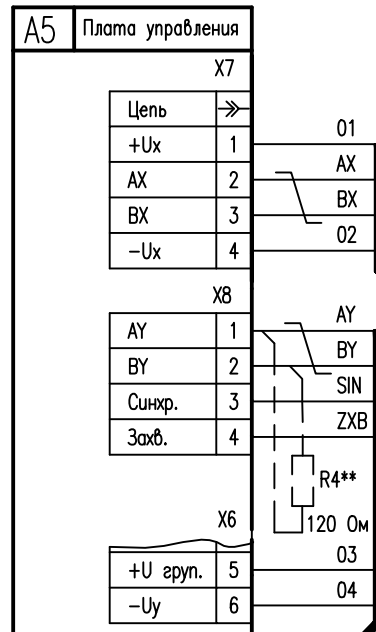 А5 Плата управления
X7
Цепь
+Ux 1 01
AX 2 AX
BX 3 BX
-Ux 4 02
X8
AY 1 AY
BY 2 BY
Синхр. 3 SIN
Захв. 4 ZXB
R4**
X6 120 Ом
+U груп. 5 03
-Uy 6 04